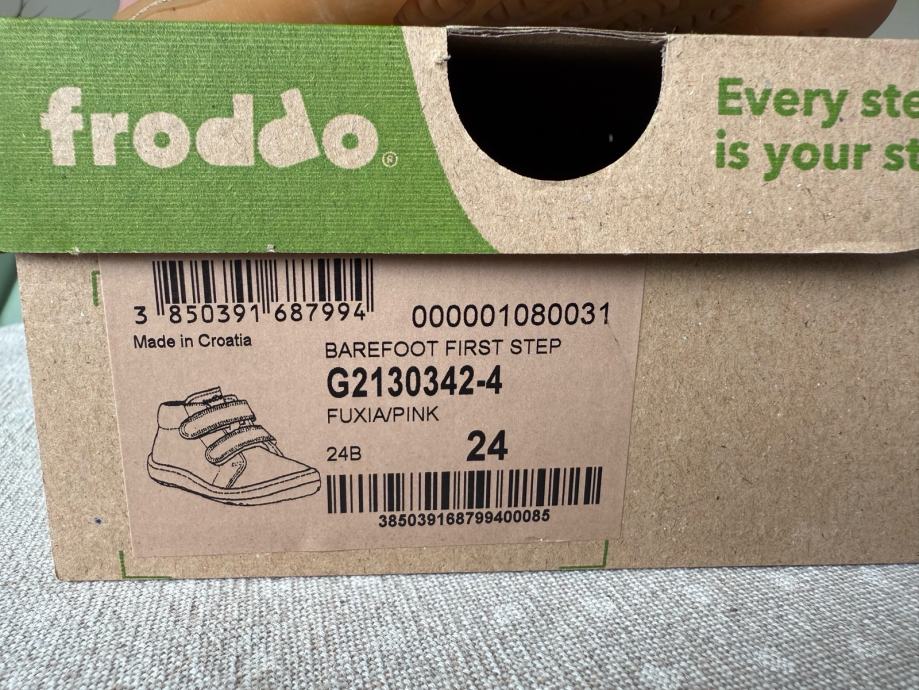 froddo®
Every ste
is your st
3 850391 687994
000001080031
Made in Croatia
BAREFOOT FIRST STEP
G2130342-4
FUXIA/PINK
24B
24
385039168799400085